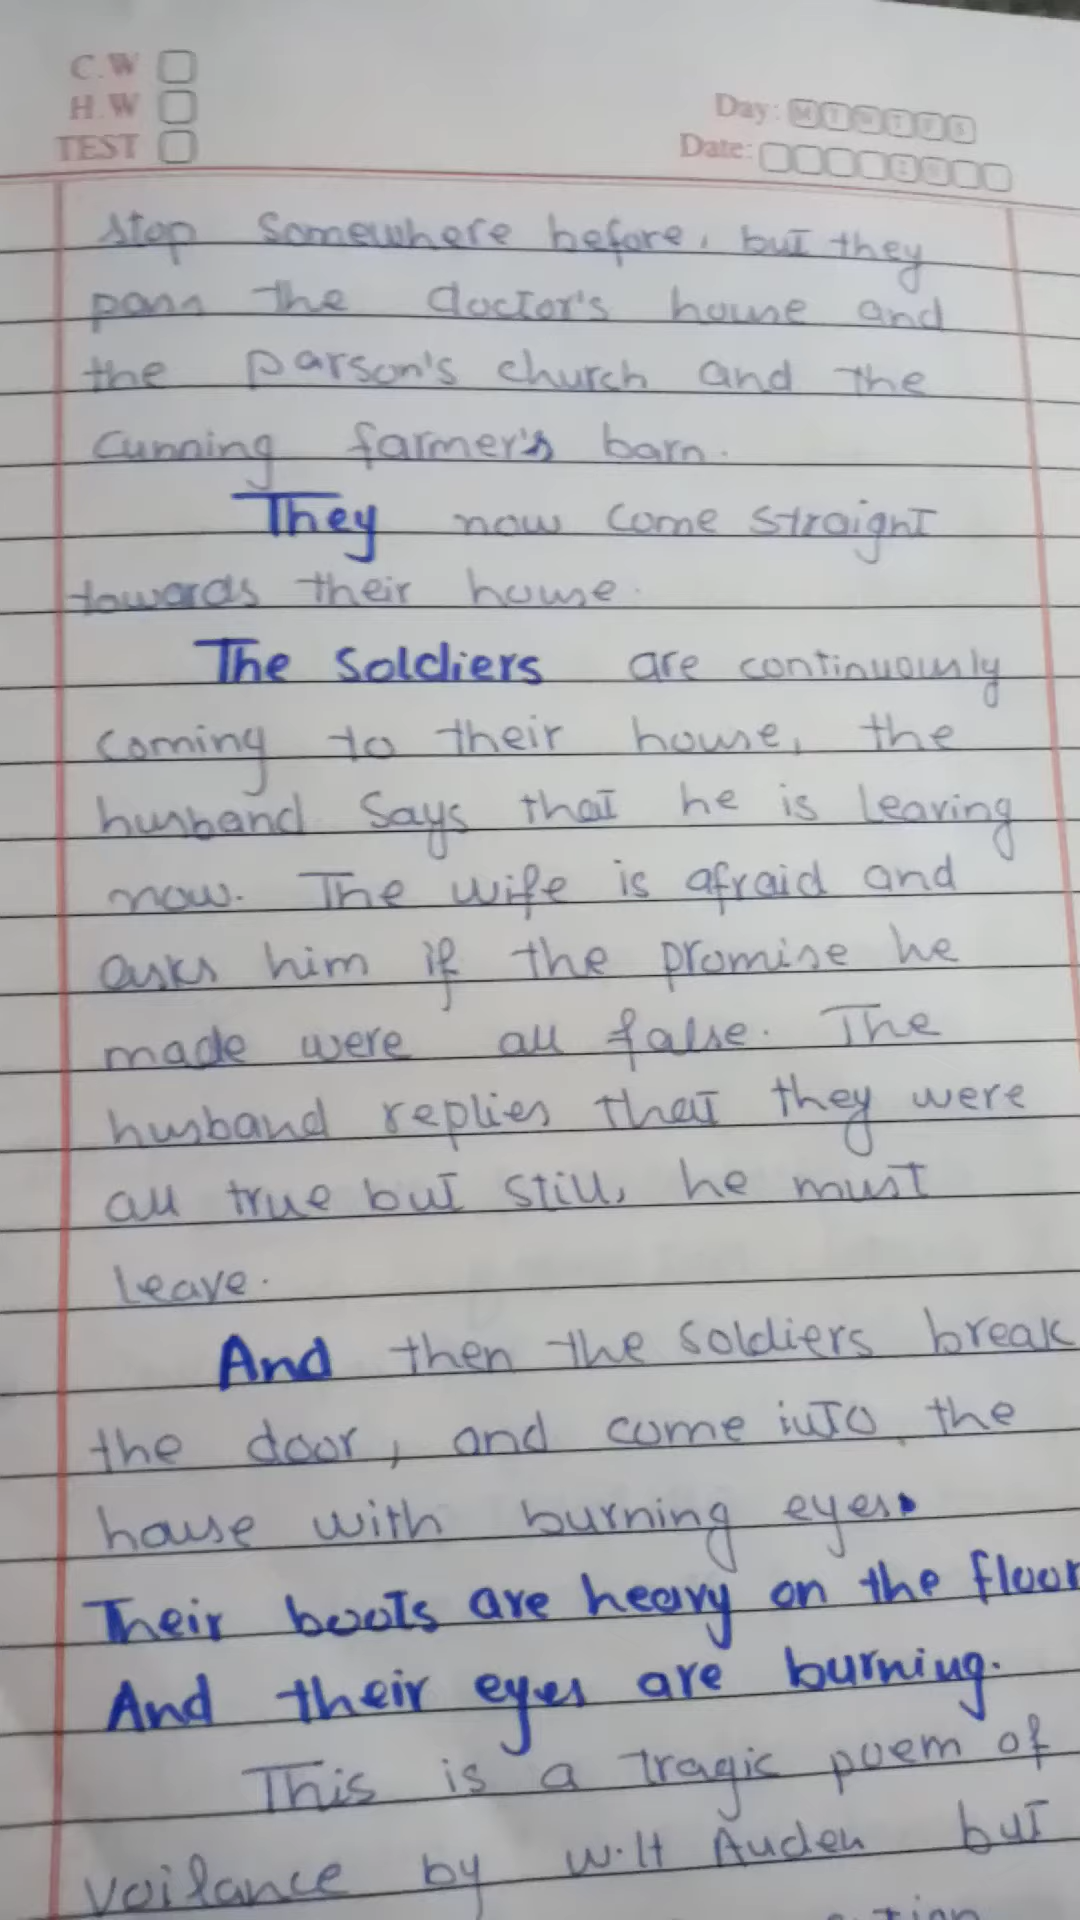 C.W
H.W
TEST
Day: M T W T F S
Date:
stop somewhere before, but they
pass the doctor's house and
the parson's church and the
cunning farmer's barn.
They now come straight
towards their house.
The soldiers are continuously
coming to their house, the
husband says that he is leaving
now. The wife is afraid and
asks him if the promise he
made were all false. The
husband replies that they were
all true but still, he must
leave.
And then the soldiers break
the door, and come into the
house with burning eyes.
Their boots are heavy on the floor
And their eyes are burning.
This is a tragic poem of
voilance by W.H Auden but